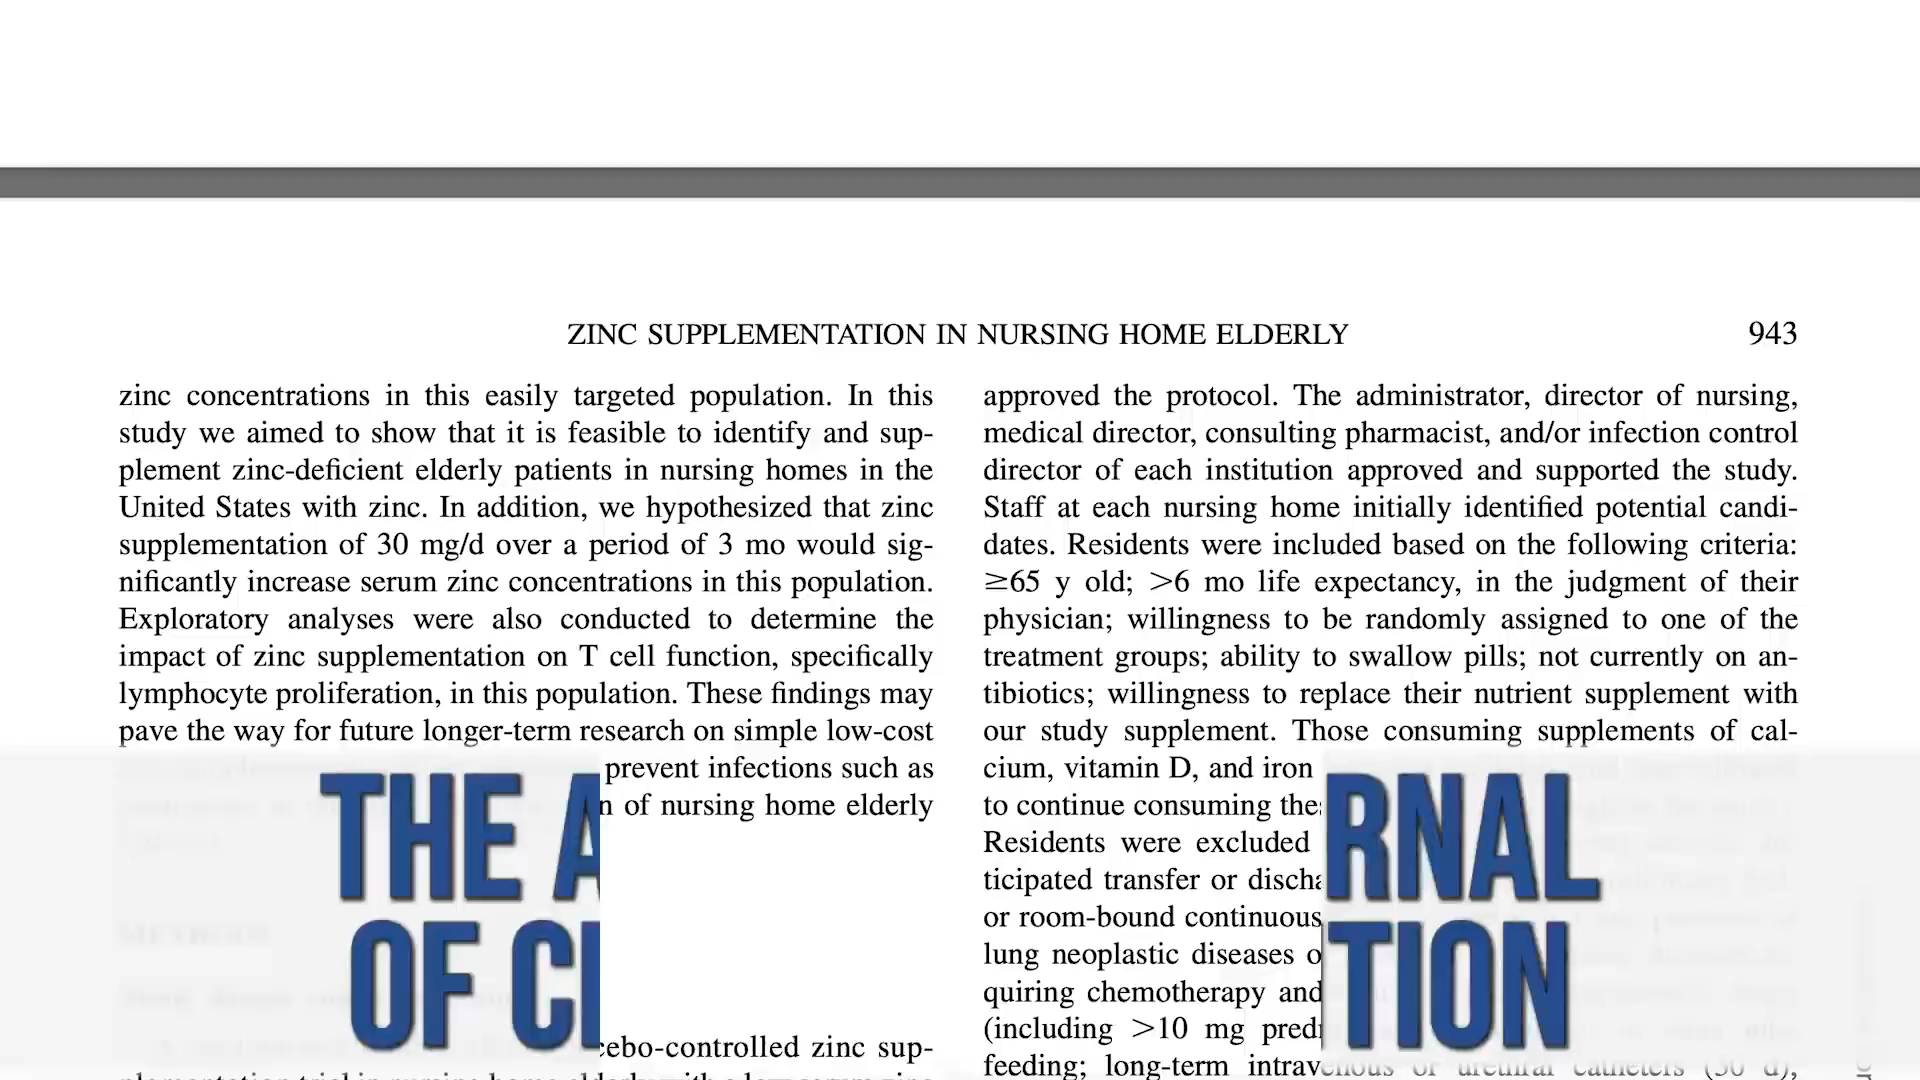 ZINC SUPPLEMENTATION IN NURSING HOME ELDERLY 943
zinc concentrations in this easily targeted population. In this
study we aimed to show that it is feasible to identify and sup-
plement zinc-deficient elderly patients in nursing homes in the
United States with zinc. In addition, we hypothesized that zinc
supplementation of 30 mg/d over a period of 3 mo would sig-
nificantly increase serum zinc concentrations in this population.
Exploratory analyses were also conducted to determine the
impact of zinc supplementation on T cell function, specifically
lymphocyte proliferation, in this population. These findings may
pave the way for future longer-term research on simple low-cost
prevent infections such as
n of nursing home elderly
METHODS
cebo-controlled zinc sup-
approved the protocol. The administrator, director of nursing,
medical director, consulting pharmacist, and/or infection control
director of each institution approved and supported the study.
Staff at each nursing home initially identified potential candi-
dates. Residents were included based on the following criteria:
≥65 y old; >6 mo life expectancy, in the judgment of their
physician; willingness to be randomly assigned to one of the
treatment groups; ability to swallow pills; not currently on an-
tibiotics; willingness to replace their nutrient supplement with
our study supplement. Those consuming supplements of cal-
cium, vitamin D, and iron
to continue consuming thes
Residents were excluded
ticipated transfer or discha
or room-bound continuous
lung neoplastic diseases o
quiring chemotherapy and
(including >10 mg predn
feeding; long-term intravenous or urethral catheters (30 d),
THE A RNAL
OF CL TION